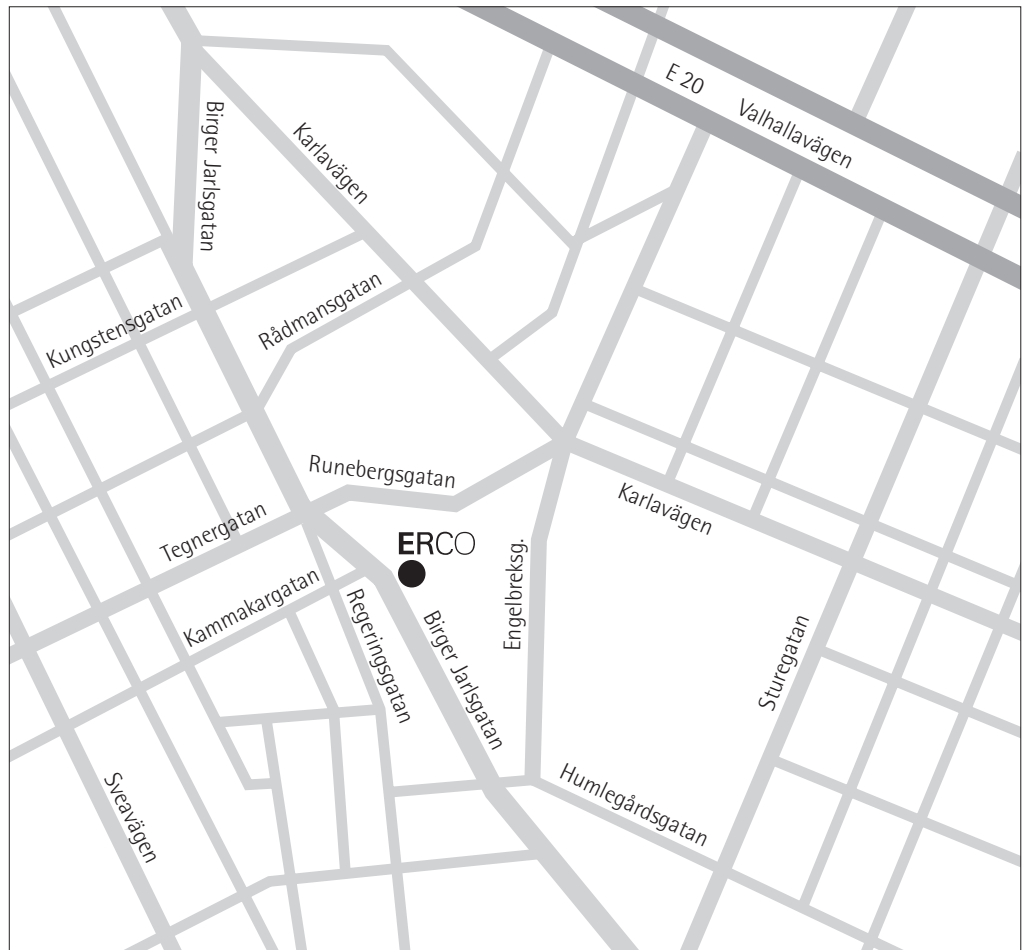 E 20
Valhallavägen
Birger Jarlsgatan
Karlavägen
Kungstensgatan
Rådmansgatan
Runebergsgatan
Karlavägen
Tegnergatan
ERCO
Engelbreksg.
Kammakargatan
Regeringsgatan
Birger Jarlsgatan
Sturegatan
Humlegårdsgatan
Sveavägen